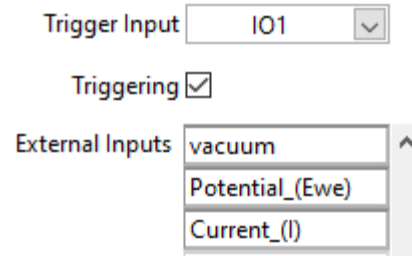 Trigger Input IO1
Triggering
External Inputs vacuum
Potential_(Ewe)
Current_(I)